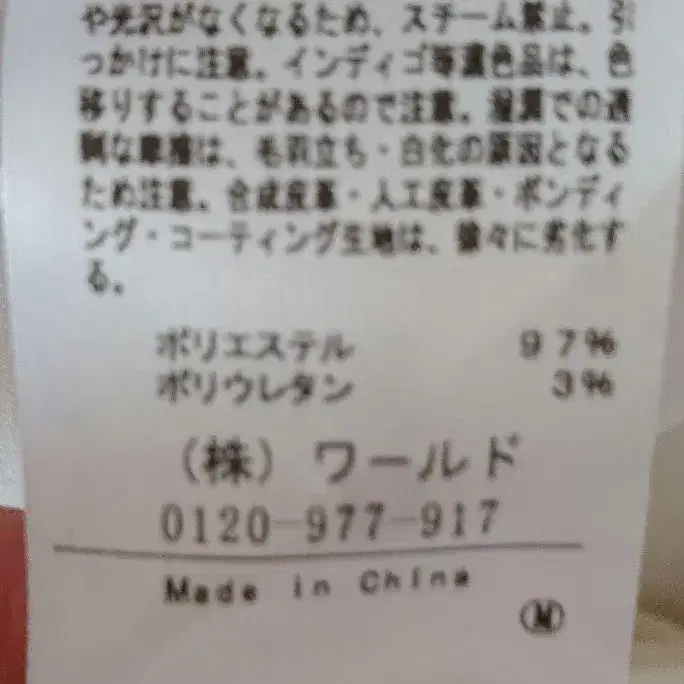 や光沢がなくなるため、スチーム禁止。引
っかけに注意。インディゴ等濃色品は、色
移りすることがあるので注意。湿潤での過
剰な摩擦は、毛羽立ち・白化の原因となる
ため注意。合成皮革・人工皮革・ボンディ
ング・コーティング生地は、徐々に劣化す
る。
ポリエステル 97%
ポリウレタン 3%
(株) ワールド
0120-977-917
Made in China
M